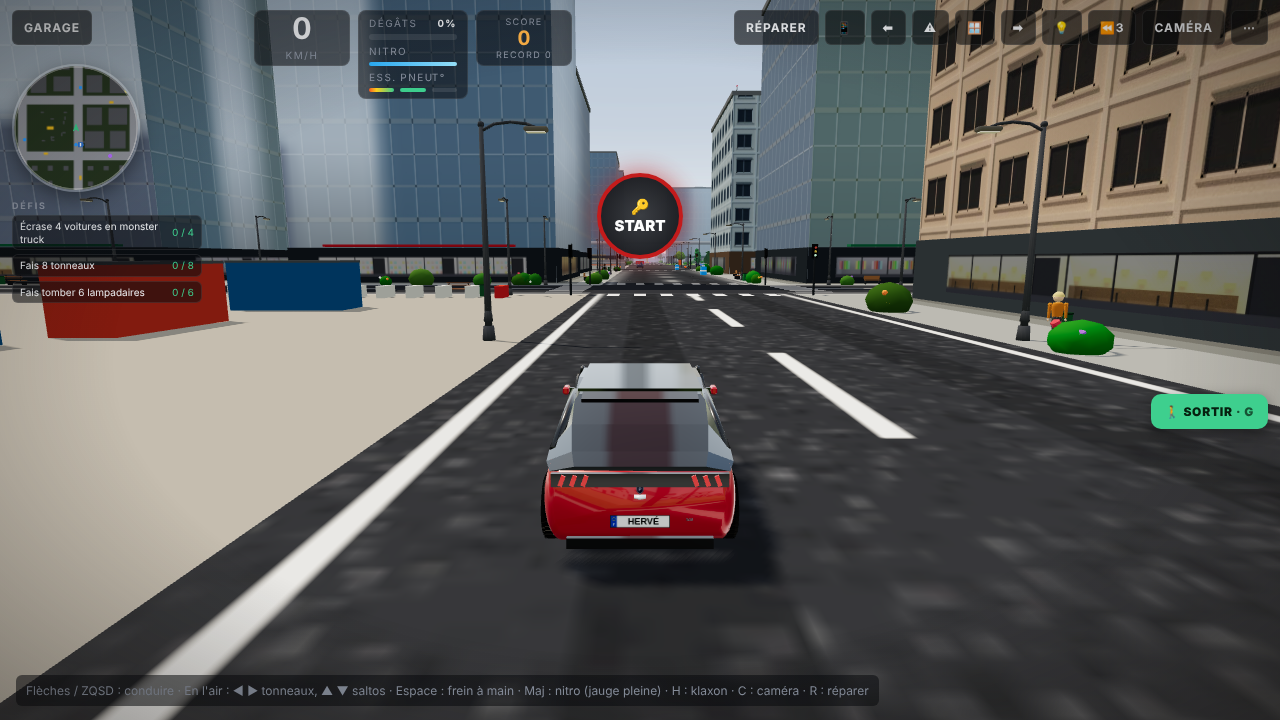 GARAGE
0
KM/H
DÉGÂTS 0%
NITRO
ESS. PNEUT°
SCORE
0
RECORD 0
RÉPARER
3
CAMÉRA
DÉFIS
Écrase 4 voitures en monster truck 0 / 4
Fais 8 tonneaux 0 / 8
Fais tomber 6 lampadaires 0 / 6
START
SORTIR · G
HERVÉ
Flèches / ZQSD : conduire · En l'air : ◀ ▶ tonneaux, ▲ ▼ saltos · Espace : frein à main · Maj : nitro (jauge pleine) · H : klaxon · C : caméra · R : réparer